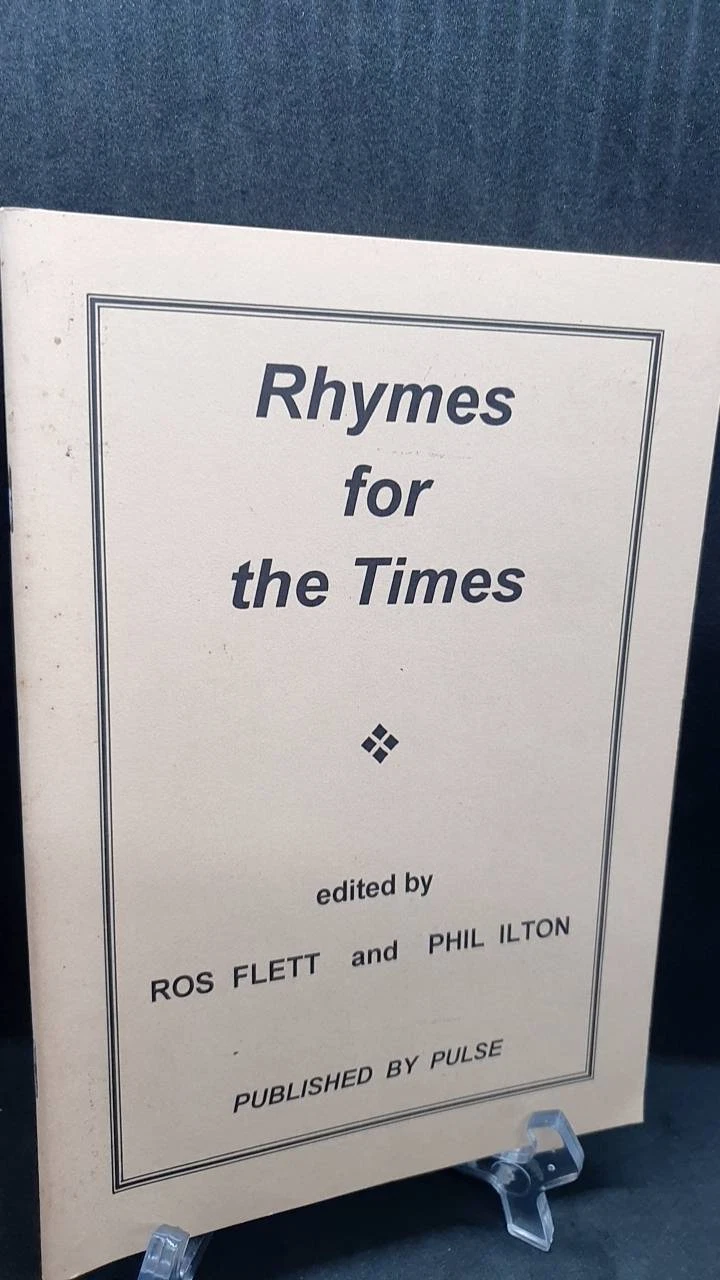 Rhymes
for
the Times
edited by
ROS FLETT and PHIL ILTON
PUBLISHED BY PULSE